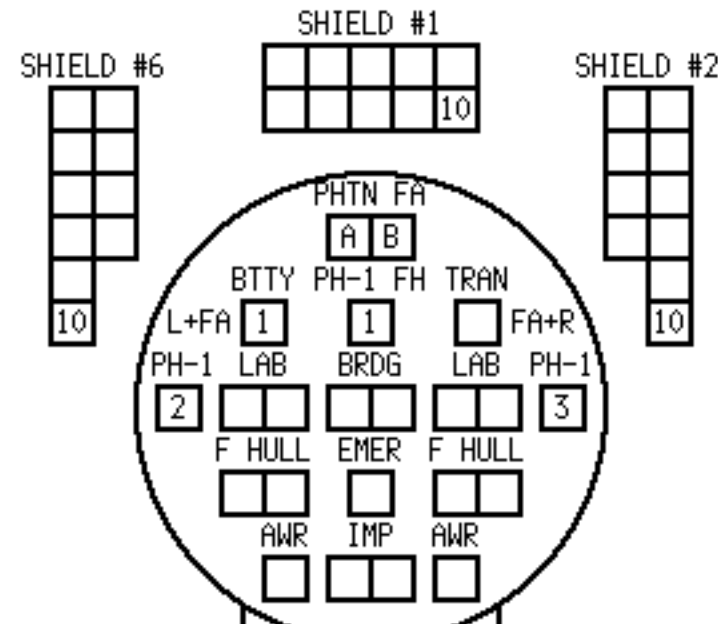 SHIELD #1
SHIELD #6
SHIELD #2
10
PHTN FA
A B
BTTY PH-1 FH TRAN
10 L+FA 1 1 FA+R 10
PH-1 LAB BRDG LAB PH-1
2 3
F HULL EMER F HULL
AWR IMP AWR